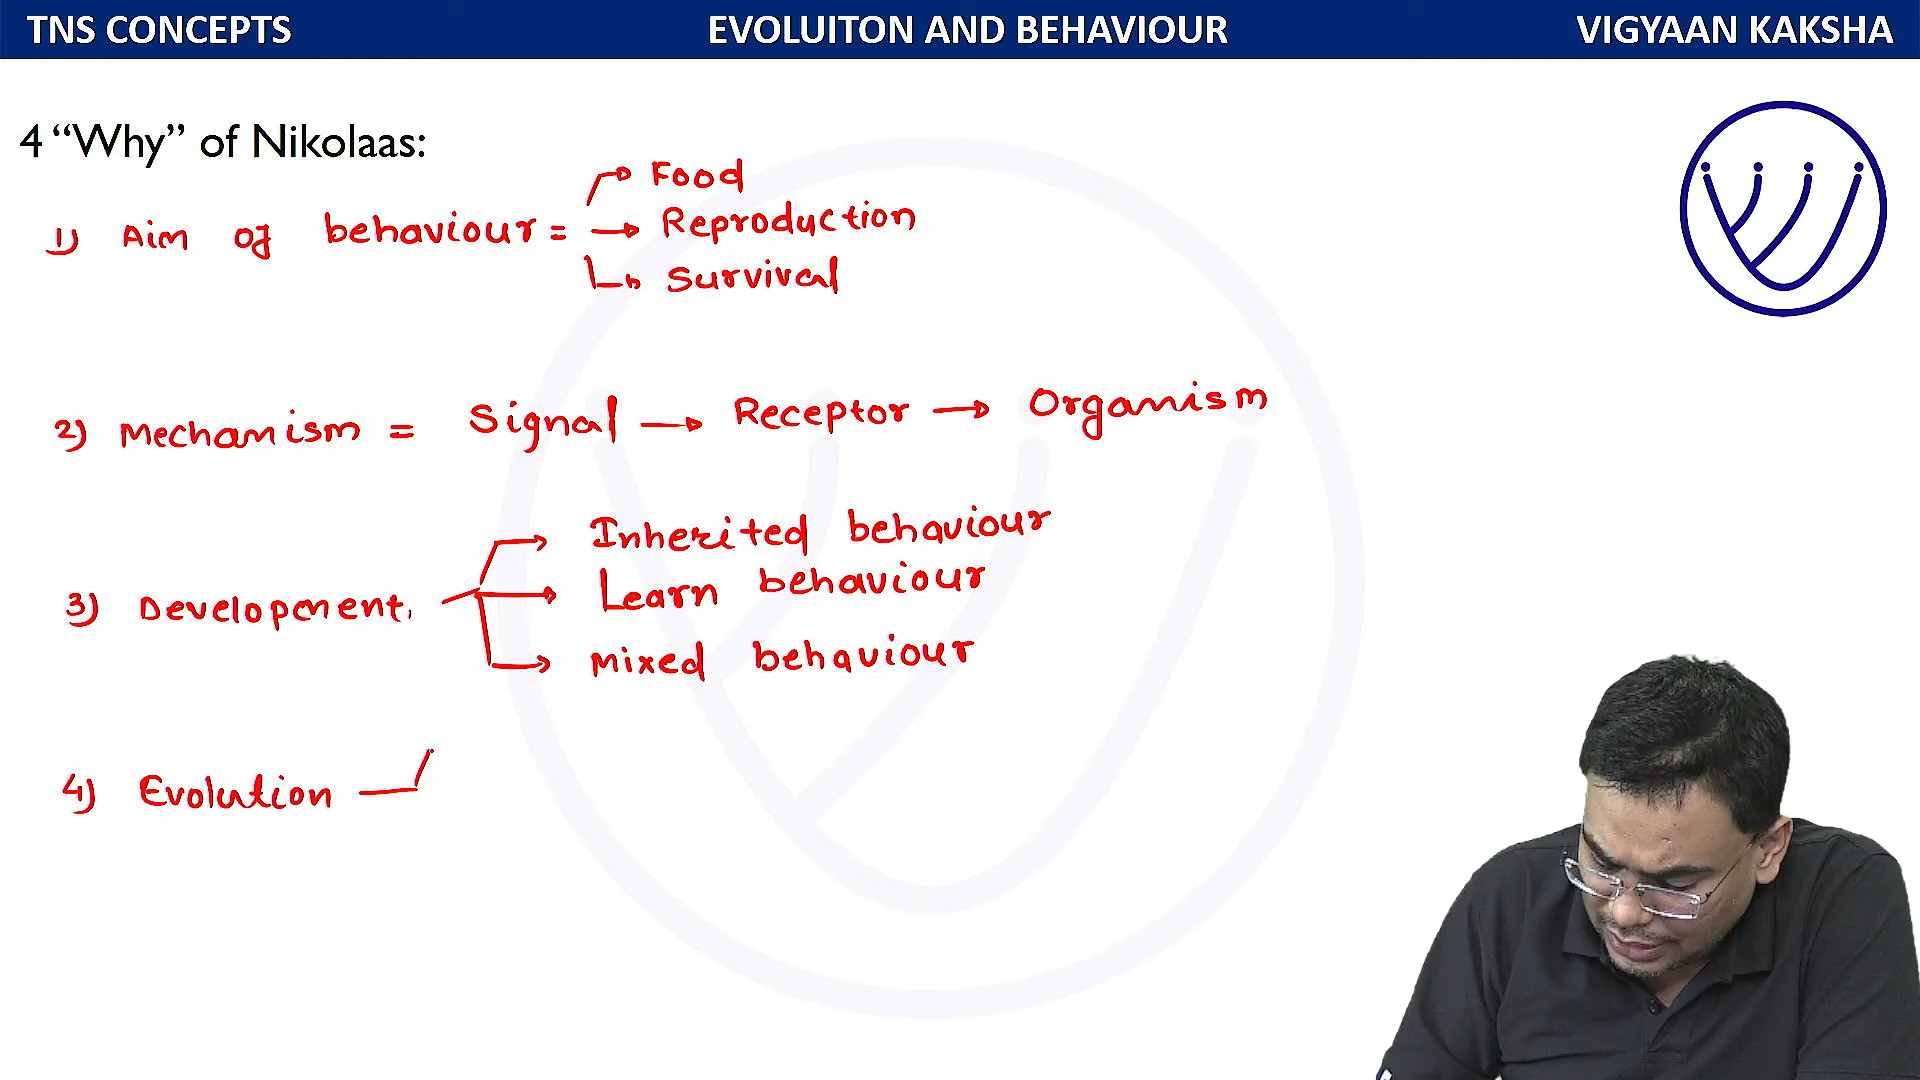 TNS CONCEPTS EVOLUITON AND BEHAVIOUR VIGYAAN KAKSHA
4 “Why” of Nikolaas:
1) Aim of behaviour = → Food
→ Reproduction
→ Survival
2) Mechanism = Signal → Receptor → Organism
3) Development → Inherited behaviour
→ Learn behaviour
→ Mixed behaviour
4) Evolution